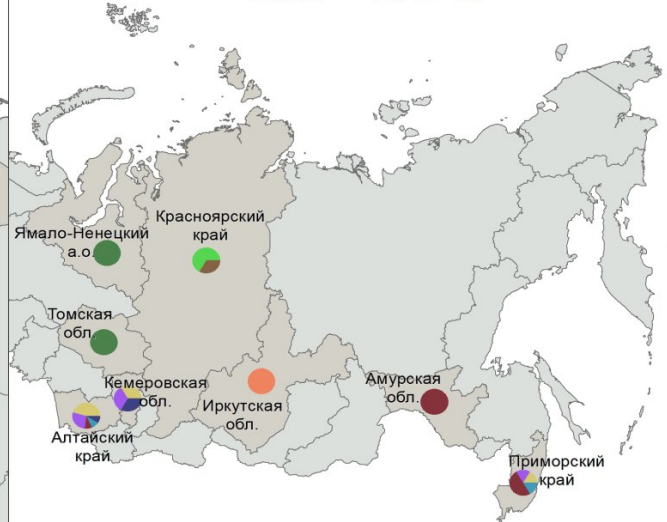 Красноярский
край
Ямало-Ненецкий
а.о.
Томская
обл.
Кемеровская
обл.
Иркутская
обл.
Амурская
обл.
Алтайский
край
Приморский
край